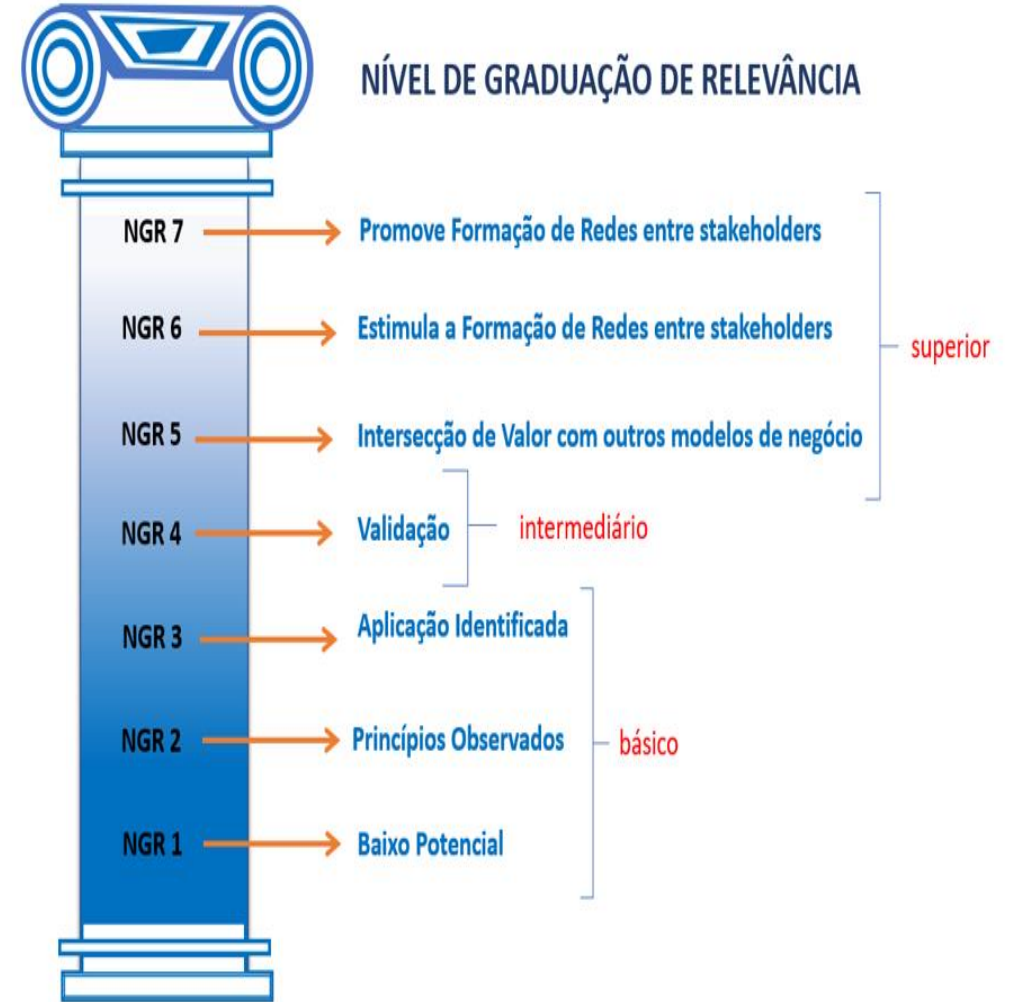 NÍVEL DE GRADUAÇÃO DE RELEVÂNCIA
NGR 7 Promove Formação de Redes entre stakeholders
NGR 6 Estimula a Formação de Redes entre stakeholders
superior
NGR 5 Intersecção de Valor com outros modelos de negócio
NGR 4 Validação intermediário
NGR 3 Aplicação Identificada
NGR 2 Princípios Observados básico
NGR 1 Baixo Potencial